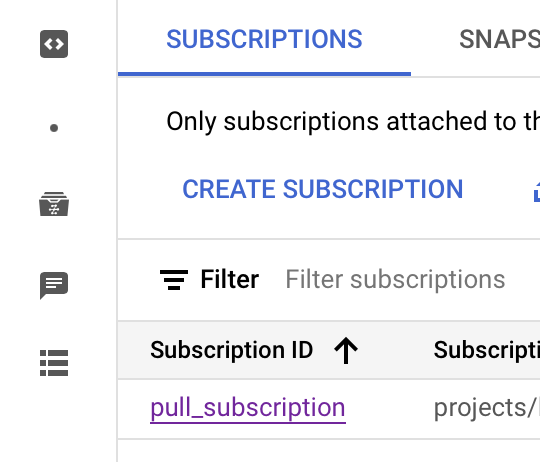 SUBSCRIPTIONS SNAPS
Only subscriptions attached to th
CREATE SUBSCRIPTION
Filter Filter subscriptions
Subscription ID Subscripti
pull_subscription projects/